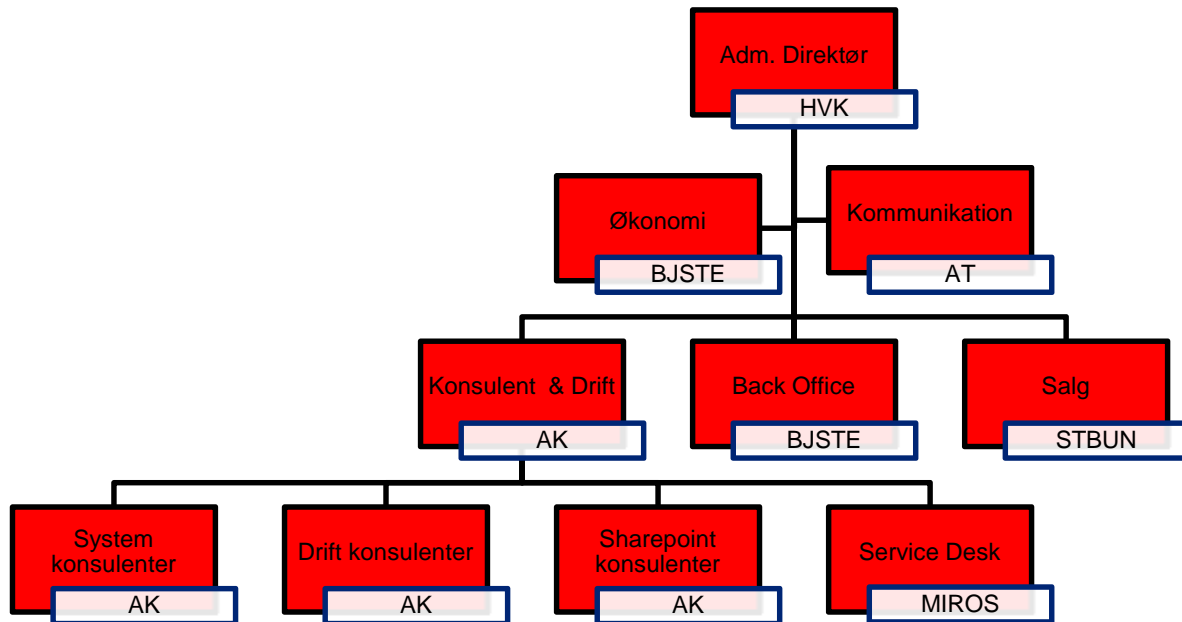 Adm. Direktør
HVK
Økonomi
BJSTE
Kommunikation
AT
Konsulent & Drift
AK
Back Office
BJSTE
Salg
STBUN
System
konsulenter
AK
Drift konsulenter
AK
Sharepoint
konsulenter
AK
Service Desk
MIROS